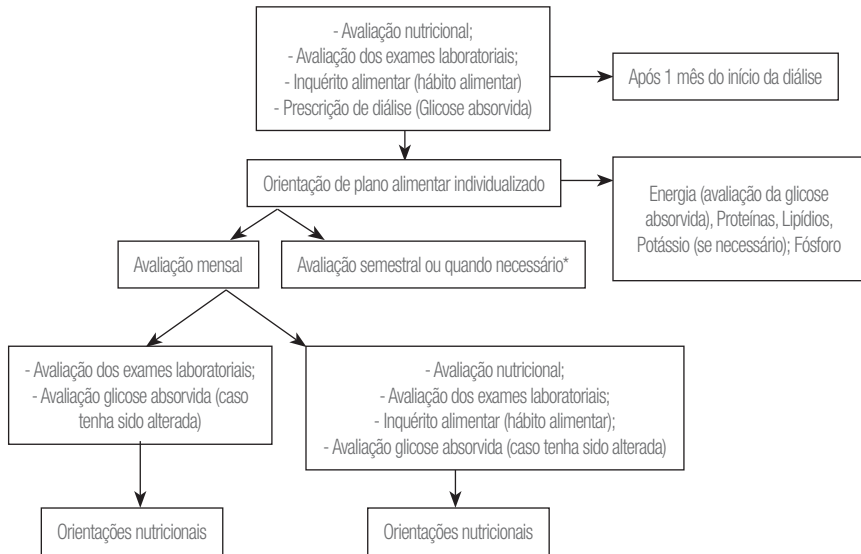 - Avaliação nutricional;
- Avaliação dos exames laboratoriais;
- Inquérito alimentar (hábito alimentar)
- Prescrição de diálise (Glicose absorvida)
Após 1 mês do início da diálise
Orientação de plano alimentar individualizado
Energia (avaliação da glicose
absorvida), Proteínas, Lipídios,
Potássio (se necessário); Fósforo
Avaliação mensal
Avaliação semestral ou quando necessário*
- Avaliação dos exames laboratoriais;
- Avaliação glicose absorvida (caso
tenha sido alterada)
- Avaliação nutricional;
- Avaliação dos exames laboratoriais;
- Inquérito alimentar (hábito alimentar);
- Avaliação glicose absorvida (caso tenha sido alterada)
Orientações nutricionais
Orientações nutricionais